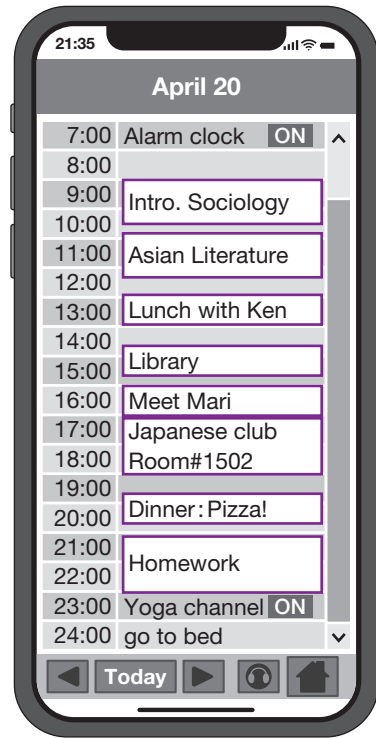 21:35
April 20
7:00 Alarm clock ON
8:00
9:00
Intro. Sociology
10:00
11:00 Asian Literature
12:00
13:00 Lunch with Ken
14:00
Library
15:00
16:00 Meet Mari
17:00 Japanese club
18:00 Room#1502
19:00
Dinner:Pizza!
20:00
21:00
Homework
22:00
23:00 Yoga channel ON
24:00 go to bed
Today